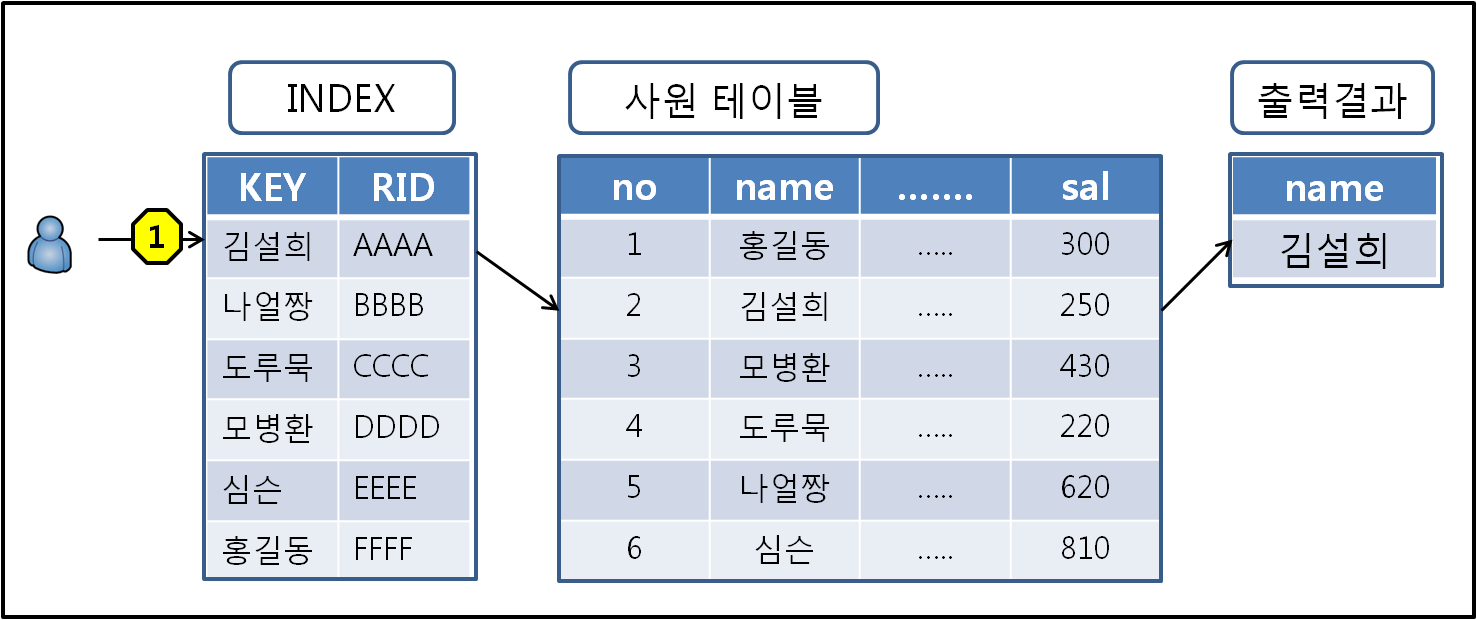 INDEX
사원 테이블
출력결과
1
KEY RID
김설희 AAAA
나얼짱 BBBB
도루묵 CCCC
모병환 DDDD
심슨 EEEE
홍길동 FFFF
no name ....... sal
1 홍길동 ..... 300
2 김설희 ..... 250
3 모병환 ..... 430
4 도루묵 ..... 220
5 나얼짱 ..... 620
6 심슨 ..... 810
name
김설희